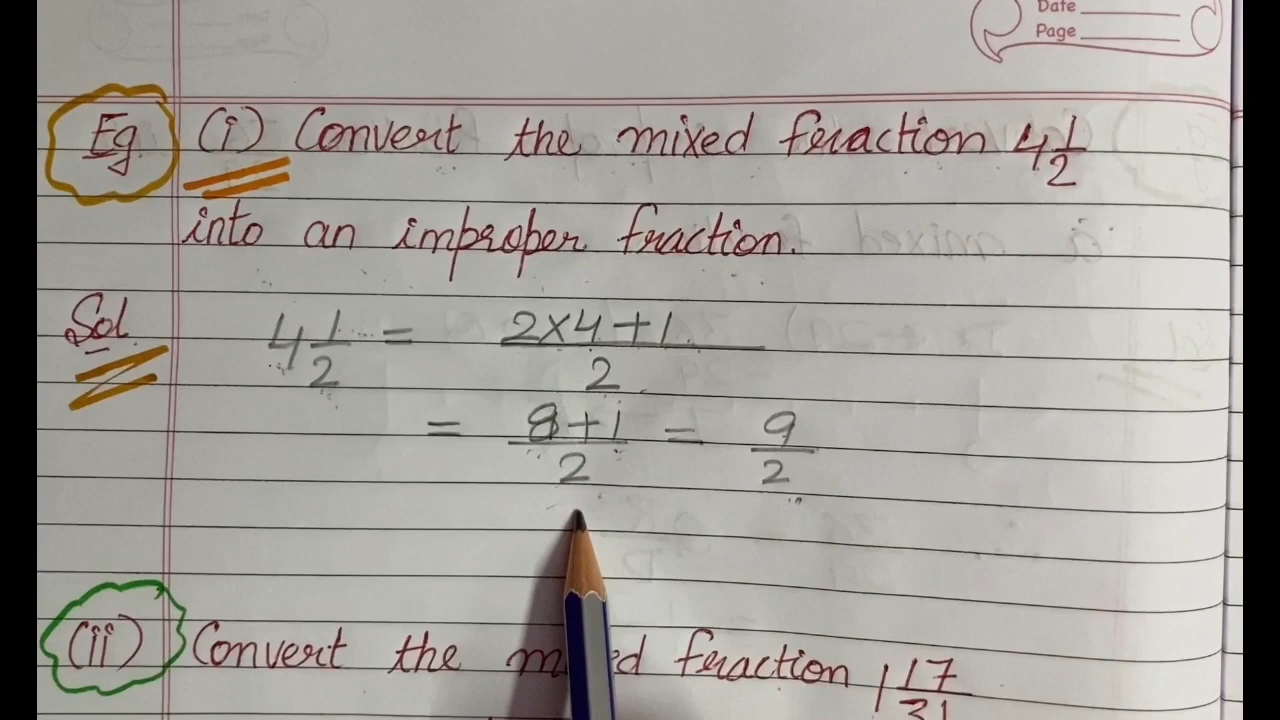 Date
Page
Eg. (i) Convert the mixed fraction 4 1/2
into an improper fraction.
Sol. 4 1/2 = 2×4+1/2
= 8+1/2 = 9/2
(ii) Convert the mixed fraction 1 17/31